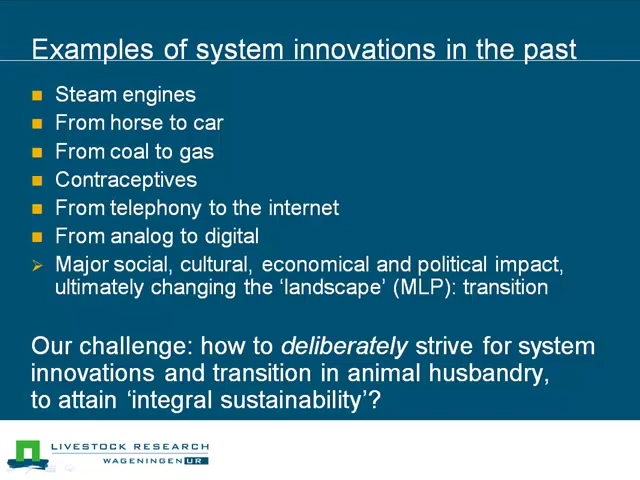 Examples of system innovations in the past
Steam engines
From horse to car
From coal to gas
Contraceptives
From telephony to the internet
From analog to digital
Major social, cultural, economical and political impact,
ultimately changing the ‘landscape’ (MLP): transition
Our challenge: how to deliberately strive for system
innovations and transition in animal husbandry,
to attain ‘integral sustainability’?
LIVESTOCK RESEARCH
WAGENINGEN UR